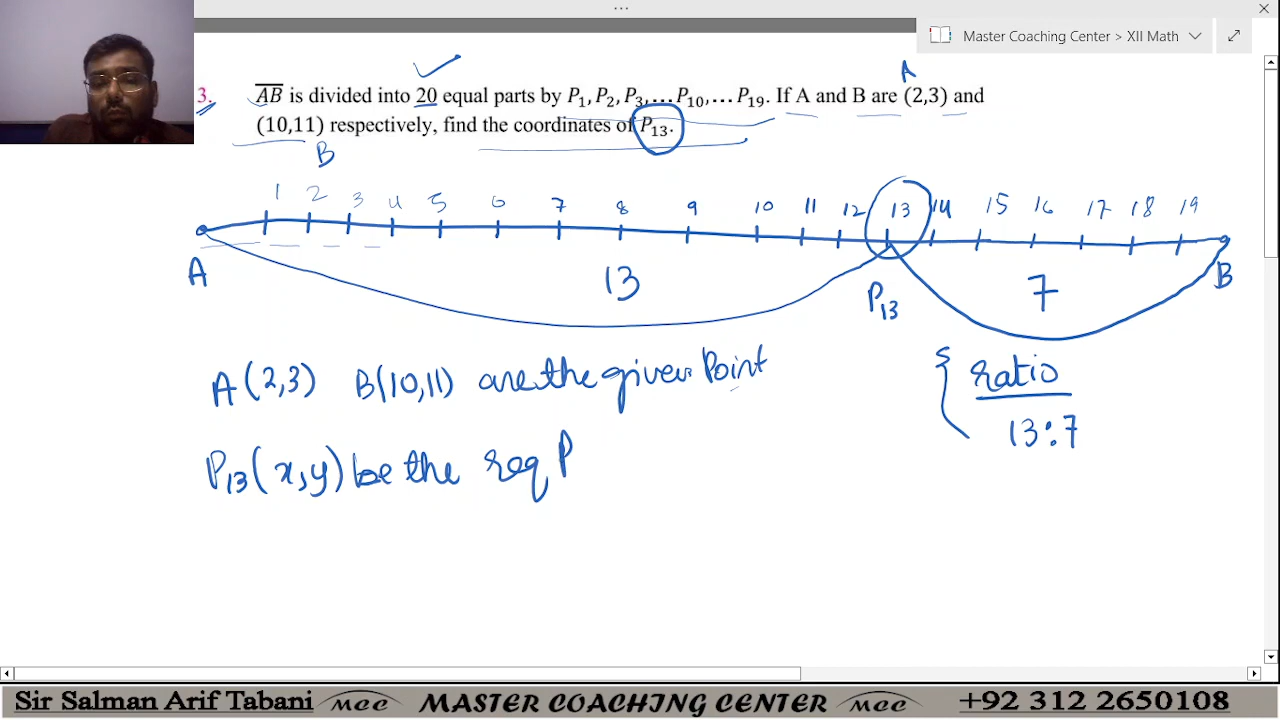 Master Coaching Center > XII Math
A
3. AB is divided into 20 equal parts by P₁, P₂, P₃, … P₁₀, … P₁₉. If A and B are (2,3) and
(10,11) respectively, find the coordinates of P₁₃.
B
1 2 3 4 5 6 7 8 9 10 11 12 13 14 15 16 17 18 19
A 13 P₁₃ 7 B
A(2,3) B(10,11) are the given Point
ratio
13:7
P₁₃(x,y) be the req P
Sir Salman Arif Tabani mcc MASTER COACHING CENTER mcc +92 312 2650108